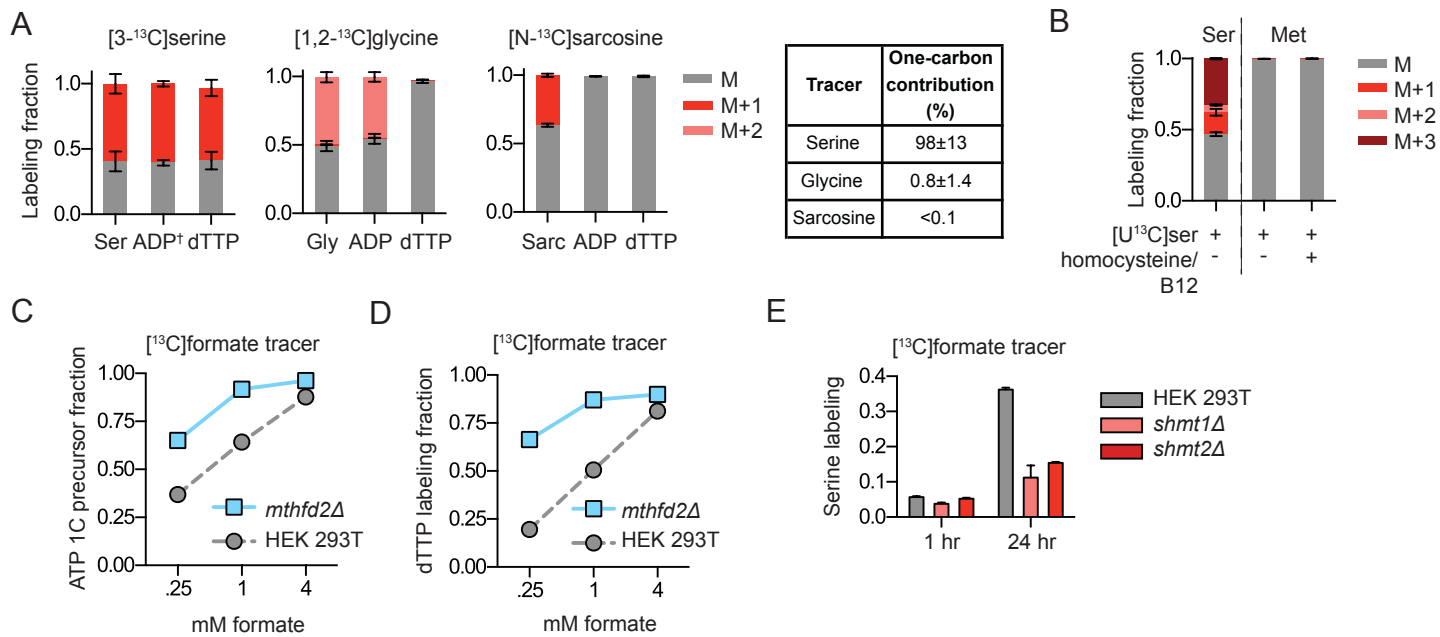 A
[3-¹³C]serine
Labeling fraction
1.0
0.5
0.0
Ser ADP† dTTP
[1,2-¹³C]glycine
1.0
0.5
0.0
Gly ADP dTTP
[N-¹³C]sarcosine
1.0
0.5
0.0
Sarc ADP dTTP
M
M+1
M+2
Tracer
One-carbon
contribution
(%)
Serine 98±13
Glycine 0.8±1.4
Sarcosine <0.1
B
Ser Met
Labeling fraction
1.0
0.5
0.0
[U¹³C]ser + + +
homocysteine/ - - +
B12
M
M+1
M+2
M+3
C
[¹³C]formate tracer
ATP 1C precursor fraction
1.00
0.75
0.50
0.25
0.00
.25 1 4
mM formate
mthfd2Δ
HEK 293T
D
[¹³C]formate tracer
dTTP labeling fraction
1.00
0.75
0.50
0.25
0.00
.25 1 4
mM formate
mthfd2Δ
HEK 293T
E
[¹³C]formate tracer
Serine labeling
0.4
0.3
0.2
0.1
0.0
1 hr 24 hr
HEK 293T
shmt1Δ
shmt2Δ